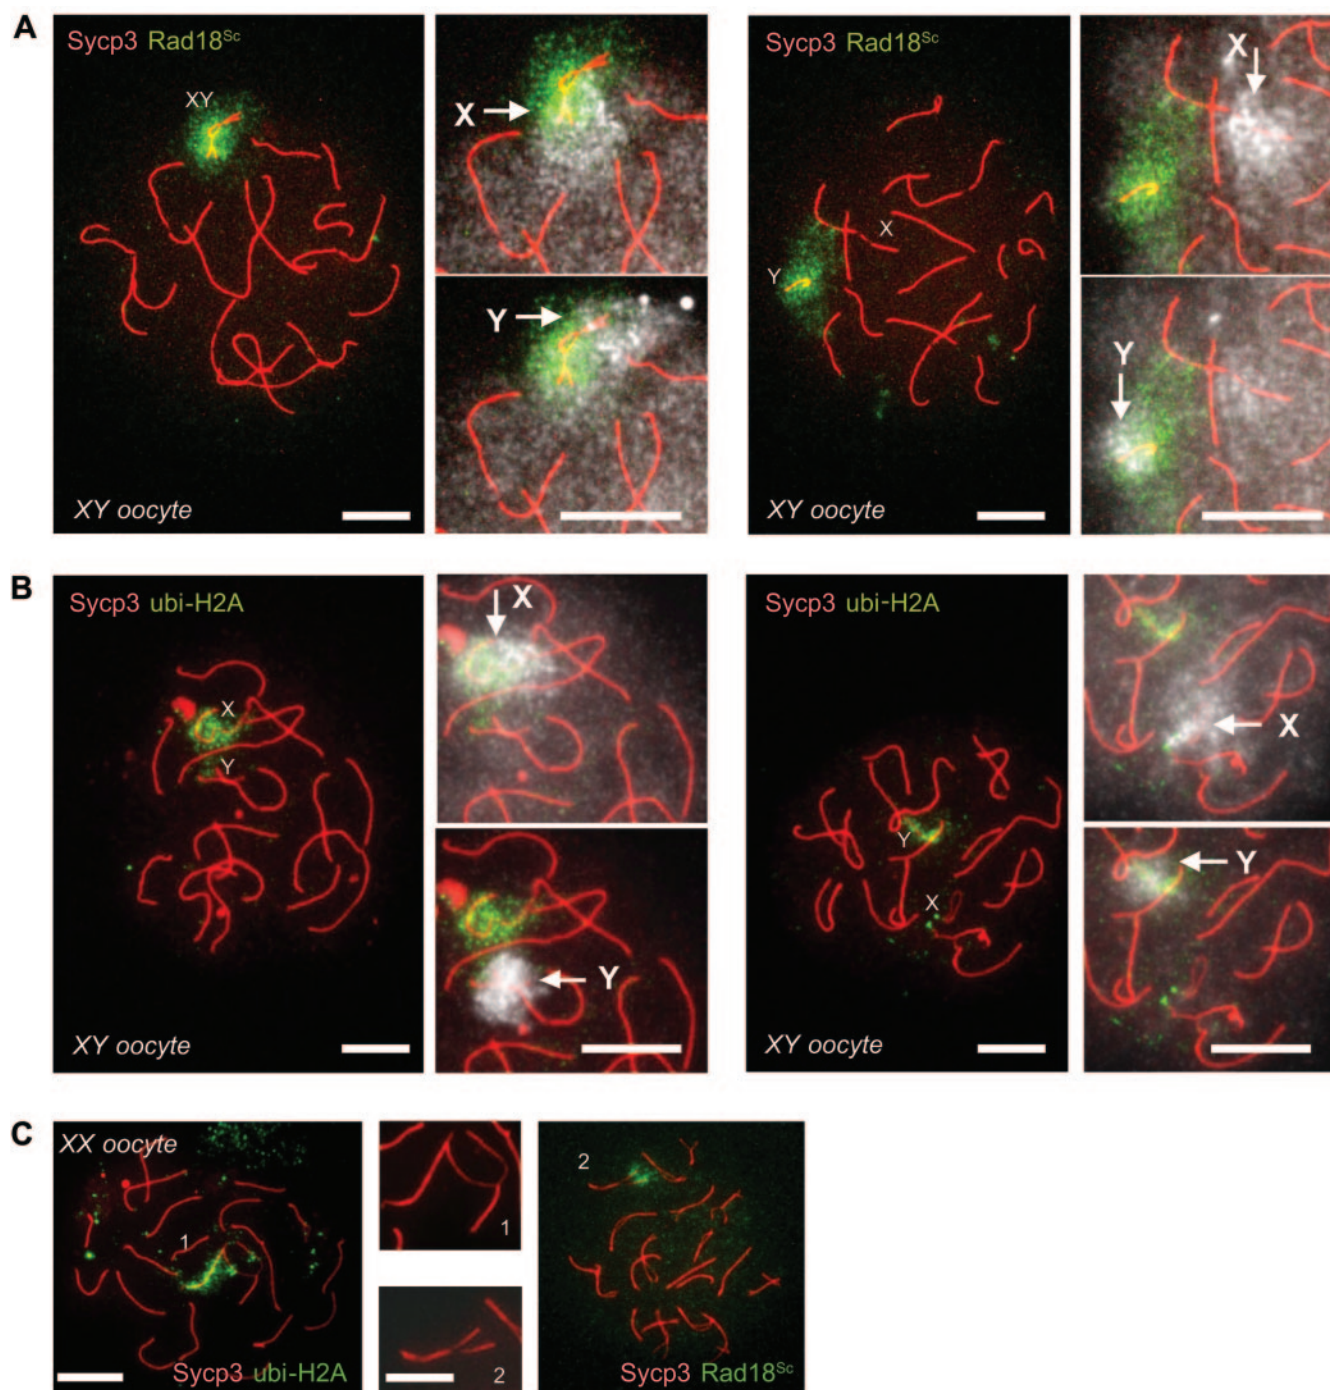 A
Sycp3 Rad18Sc
XY
XY oocyte
X
Y
Sycp3 Rad18Sc
X
Y
XY oocyte
X
Y
B
Sycp3 ubi-H2A
X
Y
XY oocyte
X
Y
Sycp3 ubi-H2A
Y
X
XY oocyte
X
Y
C
XX oocyte
1
Sycp3 ubi-H2A
1
2
2
Sycp3 Rad18Sc